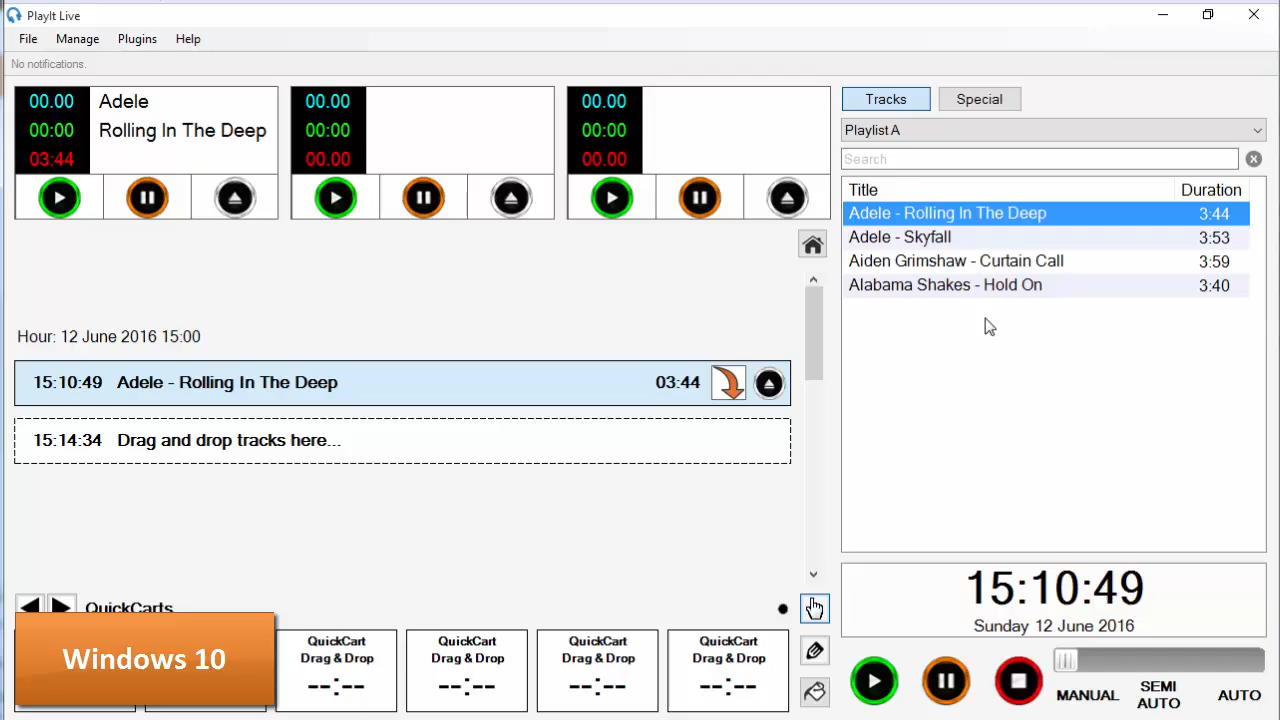 PlayIt Live
File Manage Plugins Help
No notifications.
00.00 Adele
00:00 Rolling In The Deep
03:44
00.00
00:00
00.00
00.00
00:00
00.00
Tracks Special
Playlist A
Search
Title Duration
Adele - Rolling In The Deep 3:44
Adele - Skyfall 3:53
Aiden Grimshaw - Curtain Call 3:59
Alabama Shakes - Hold On 3:40
Hour: 12 June 2016 15:00
15:10:49 Adele - Rolling In The Deep 03:44
15:14:34 Drag and drop tracks here...
QuickCarts
Windows 10
QuickCart
Drag & Drop
--:--
QuickCart
Drag & Drop
--:--
QuickCart
Drag & Drop
--:--
QuickCart
Drag & Drop
--:--
15:10:49
Sunday 12 June 2016
MANUAL SEMI AUTO AUTO